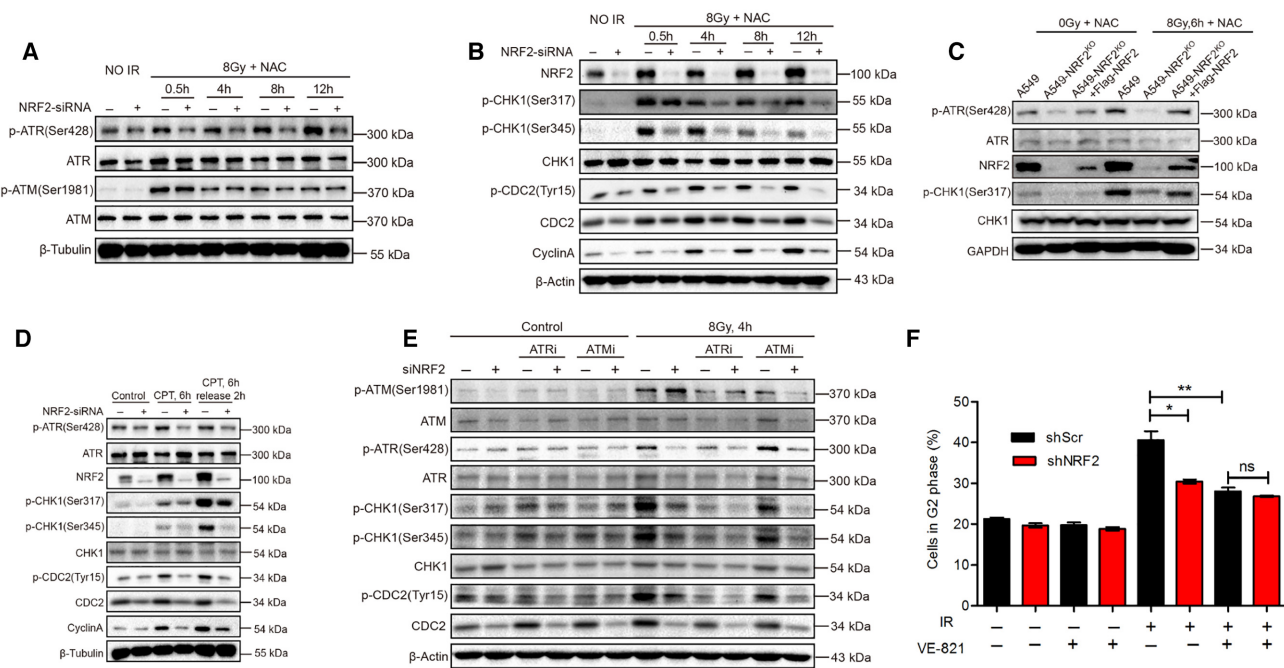 A
NO IR 8Gy + NAC
0.5h 4h 8h 12h
NRF2-siRNA – + – + – + – + – +
p-ATR(Ser428) 300 kDa
ATR 300 kDa
p-ATM(Ser1981) 370 kDa
ATM 370 kDa
β-Tubulin 55 kDa
B
NO IR 8Gy + NAC
0.5h 4h 8h 12h
NRF2-siRNA – + – + – + – + – +
NRF2 100 kDa
p-CHK1(Ser317) 55 kDa
p-CHK1(Ser345) 55 kDa
CHK1 55 kDa
p-CDC2(Tyr15) 34 kDa
CDC2 34 kDa
CyclinA 54 kDa
β-Actin 43 kDa
C
0Gy + NAC 8Gy,6h + NAC
A549 A549-NRF2KO A549-NRF2KO +Flag-NRF2 A549 A549-NRF2KO A549-NRF2KO +Flag-NRF2
p-ATR(Ser428) 300 kDa
ATR 300 kDa
NRF2 100 kDa
p-CHK1(Ser317) 54 kDa
CHK1 54 kDa
GAPDH 34 kDa
D
Control CPT, 6h CPT, 6h
release 2h
NRF2-siRNA – + – + – +
p-ATR(Ser428) 300 kDa
ATR 300 kDa
NRF2 100 kDa
p-CHK1(Ser317) 54 kDa
p-CHK1(Ser345) 54 kDa
CHK1 54 kDa
p-CDC2(Tyr15) 34 kDa
CDC2 34 kDa
CyclinA 54 kDa
β-Tubulin 55 kDa
E
Control 8Gy, 4h
ATRi ATMi ATRi ATMi
siNRF2 – + – + – + – + – + – +
p-ATM(Ser1981) 370 kDa
ATM 370 kDa
p-ATR(Ser428) 300 kDa
ATR 300 kDa
p-CHK1(Ser317) 54 kDa
p-CHK1(Ser345) 54 kDa
CHK1 54 kDa
p-CDC2(Tyr15) 34 kDa
CDC2 34 kDa
β-Actin 43 kDa
F
Cells in G2 phase (%)
50
40
30
20
10
0
shScr
shNRF2
**
*
ns
IR – – – – + + + +
VE-821 – – + + – – + +